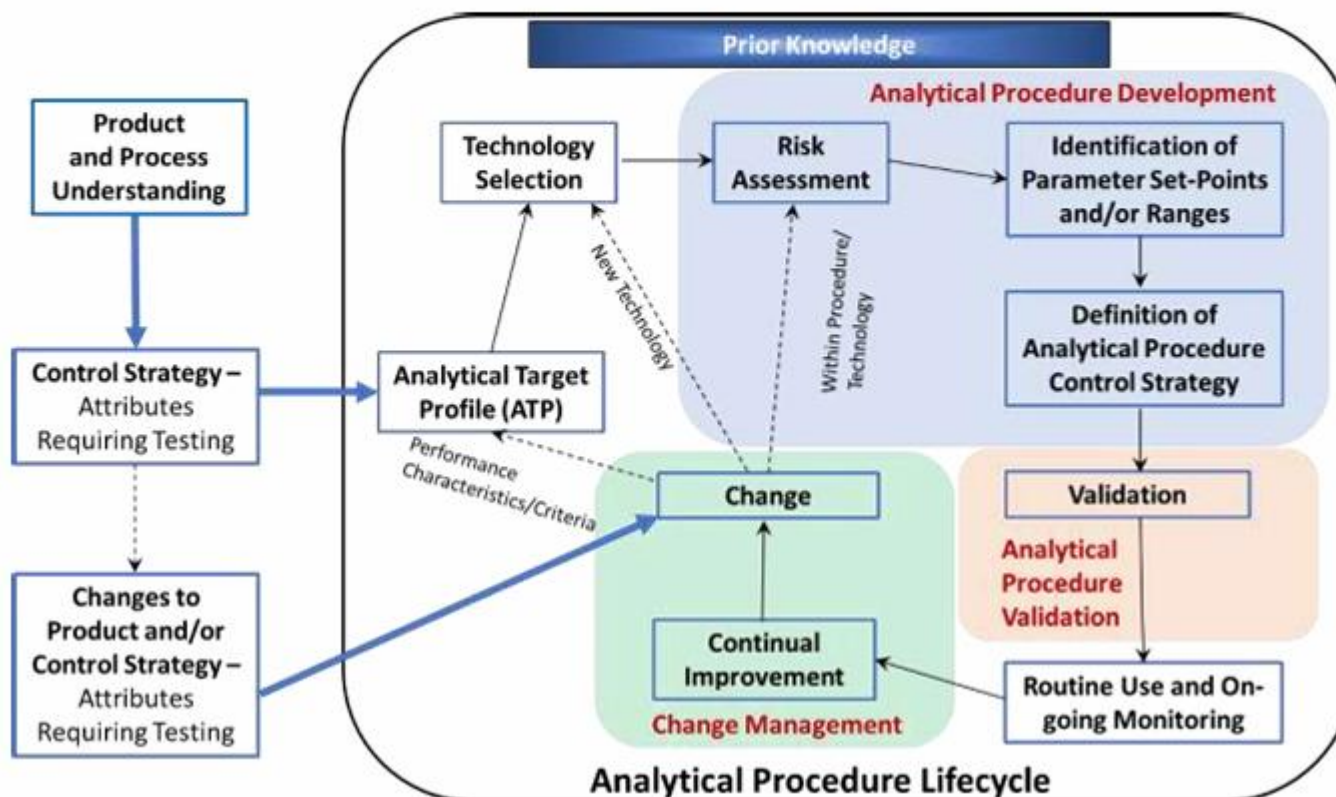 Prior Knowledge
Analytical Procedure Development
Product
and Process
Understanding
Technology
Selection
Risk
Assessment
Identification of
Parameter Set-Points
and/or Ranges
New Technology
Within Procedure/
Technology
Control Strategy –
Attributes
Requiring Testing
Analytical Target
Profile (ATP)
Definition of
Analytical Procedure
Control Strategy
Performance
Characteristics/Criteria
Change
Validation
Analytical
Procedure
Validation
Changes to
Product and/or
Control Strategy –
Attributes
Requiring Testing
Continual
Improvement
Change Management
Routine Use and On-
going Monitoring
Analytical Procedure Lifecycle